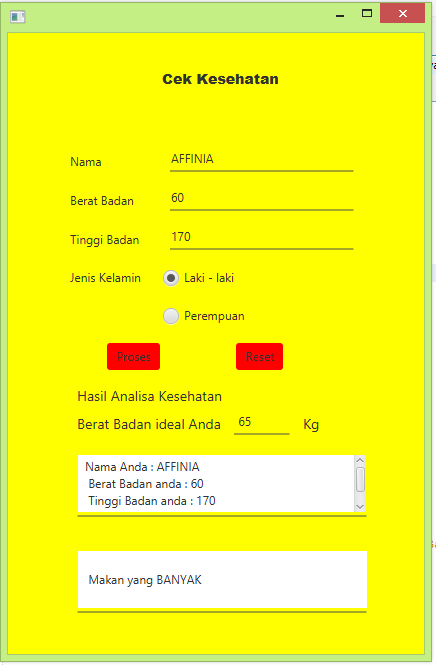 Cek Kesehatan
Nama AFFINIA
Berat Badan 60
Tinggi Badan 170
Jenis Kelamin Laki - laki
Perempuan
Proses Reset
Hasil Analisa Kesehatan
Berat Badan ideal Anda 65 Kg
Nama Anda : AFFINIA
Berat Badan anda : 60
Tinggi Badan anda : 170
Makan yang BANYAK